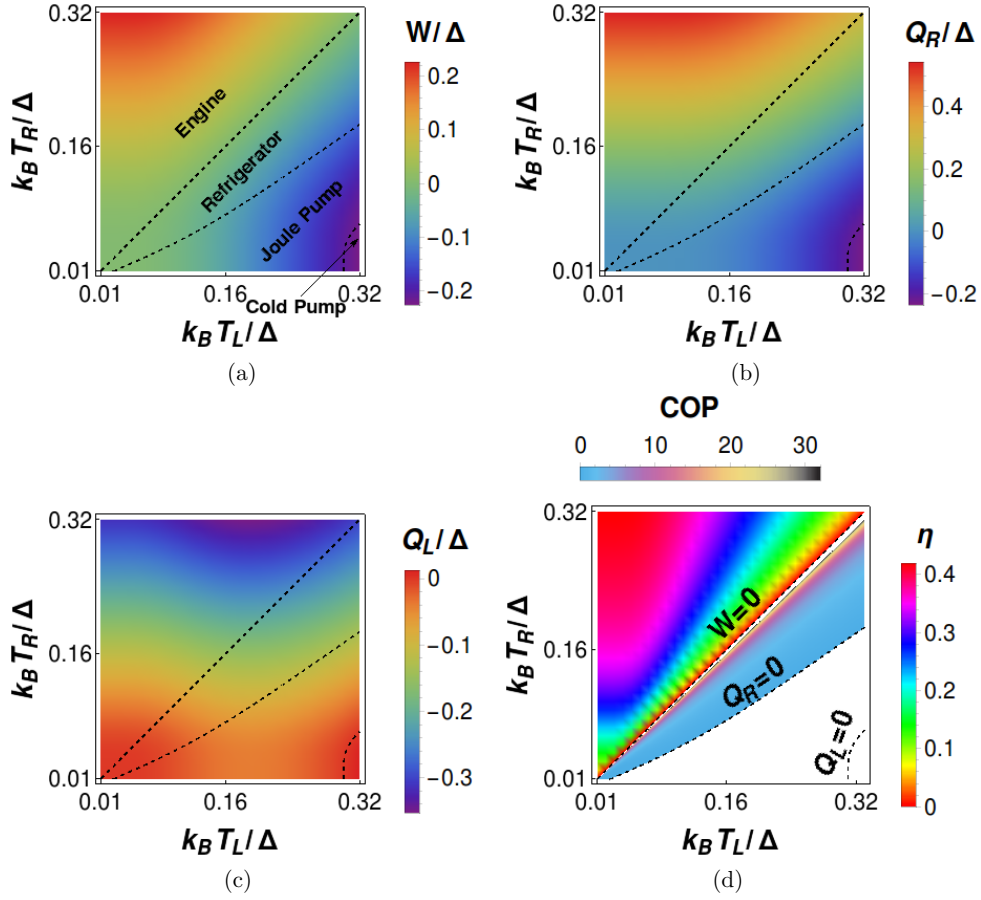 0.32
k_B T_R/Δ
0.16
0.01
Engine
Refrigerator
Joule Pump
Cold Pump
0.01
0.16
0.32
k_B T_L/Δ
W/Δ
0.2
0.1
0
−0.1
−0.2
(a)
0.32
k_B T_R/Δ
0.16
0.01
0.01
0.16
0.32
k_B T_L/Δ
Q_R/Δ
0.4
0.2
0
−0.2
(b)
0.32
k_B T_R/Δ
0.16
0.01
0.01
0.16
0.32
k_B T_L/Δ
Q_L/Δ
0
−0.1
−0.2
−0.3
(c)
COP
0 10 20 30
0.32
k_B T_R/Δ
0.16
0.01
W=0
Q_R=0
Q_L=0
0.01
0.16
0.32
k_B T_L/Δ
η
0.4
0.3
0.2
0.1
0
(d)